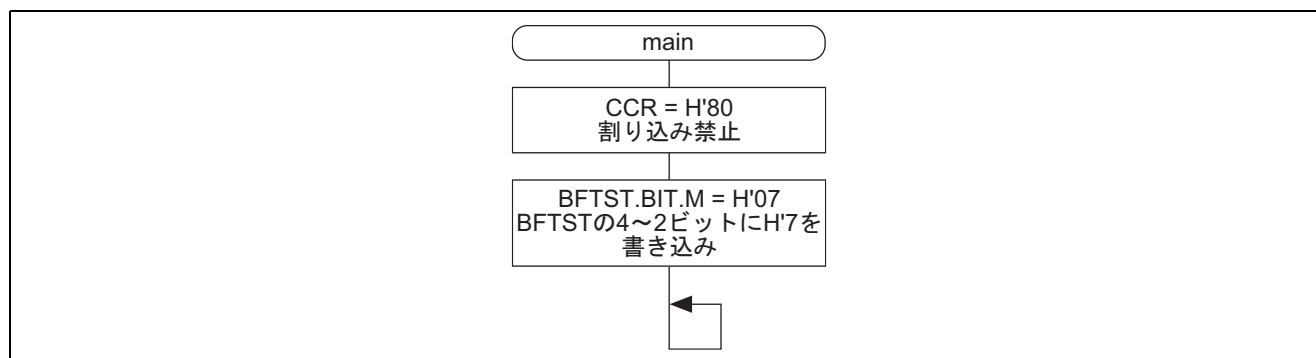 main
CCR = H'80
割り込み禁止
BFTST.BIT.M = H'07
BFTSTの4～2ビットにH'7を
書き込み